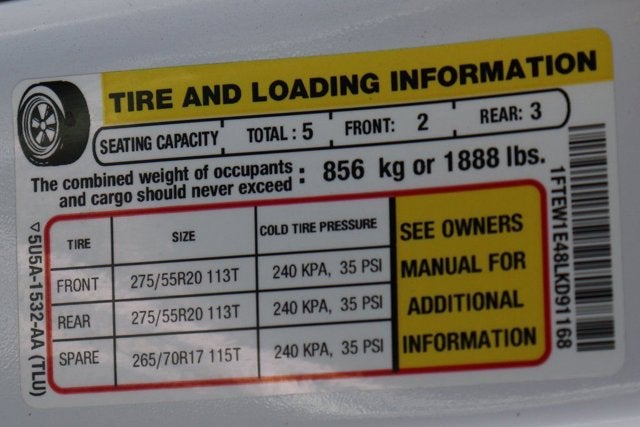 TIRE AND LOADING INFORMATION
SEATING CAPACITY TOTAL: 5 FRONT: 2 REAR: 3
The combined weight of occupants
and cargo should never exceed : 856 kg or 1888 lbs.
TIRE SIZE COLD TIRE PRESSURE
FRONT 275/55R20 113T 240 KPA, 35 PSI
REAR 275/55R20 113T 240 KPA, 35 PSI
SPARE 265/70R17 115T 240 KPA, 35 PSI
SEE OWNERS
MANUAL FOR
ADDITIONAL
INFORMATION
5U5A-1532-AA (TLU)
1FTEW1E48LKD91168